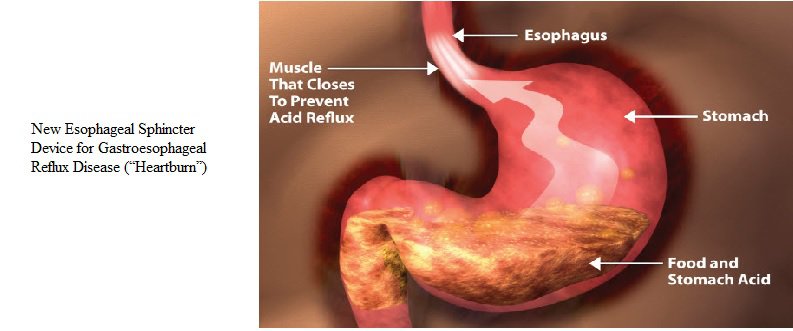 New Esophageal Sphincter
Device for Gastroesophageal
Reflux Disease (“Heartburn”)
Esophagus
Muscle
That Closes
To Prevent
Acid Reflux
Stomach
Food and
Stomach Acid